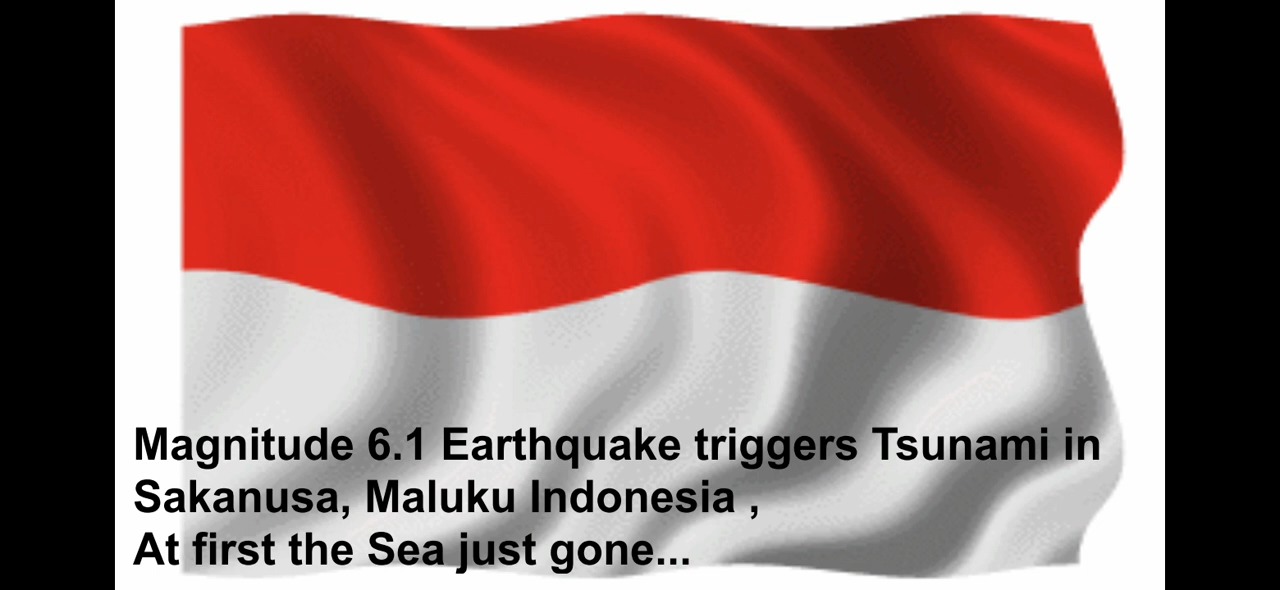 Magnitude 6.1 Earthquake triggers Tsunami in
Sakanusa, Maluku Indonesia ,
At first the Sea just gone...